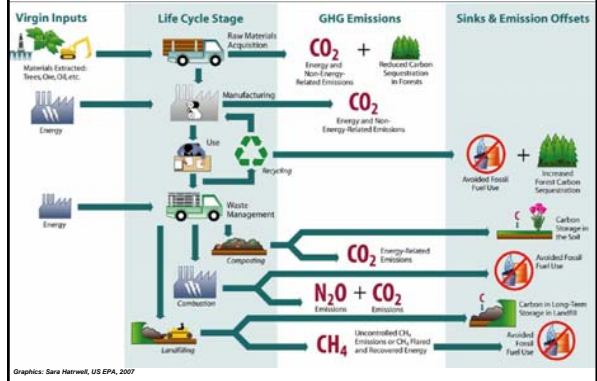 Virgin Inputs
Life Cycle Stage
GHG Emissions
Sinks & Emission Offsets
Materials Extracted:
Trees, Ore, Oil, etc.
Raw Materials
Acquisition
CO2
+
Energy and
Non-Energy-
Related Emissions
Reduced Carbon
Sequestration
in Forests
Energy
Manufacturing
CO2
Energy and Non-
Energy-Related Emissions
Use
Recycling
+
Avoided Fossil
Fuel Use
Increased
Forest Carbon
Sequestration
Energy
Waste
Management
Composting
C
Carbon
Storage in
the Soil
CO2
Energy-Related
Emissions
Combustion
Avoided Fossil
Fuel Use
N2O + CO2
Emissions
Emissions
C
Carbon in Long-Term
Storage in Landfill
Landfilling
CH4
Uncontrolled CH4
Emissions or CH4 Flared
and Recovered Energy
Avoided
Fossil
Fuel Use
Graphics: Sara Hartwell, US EPA, 2007